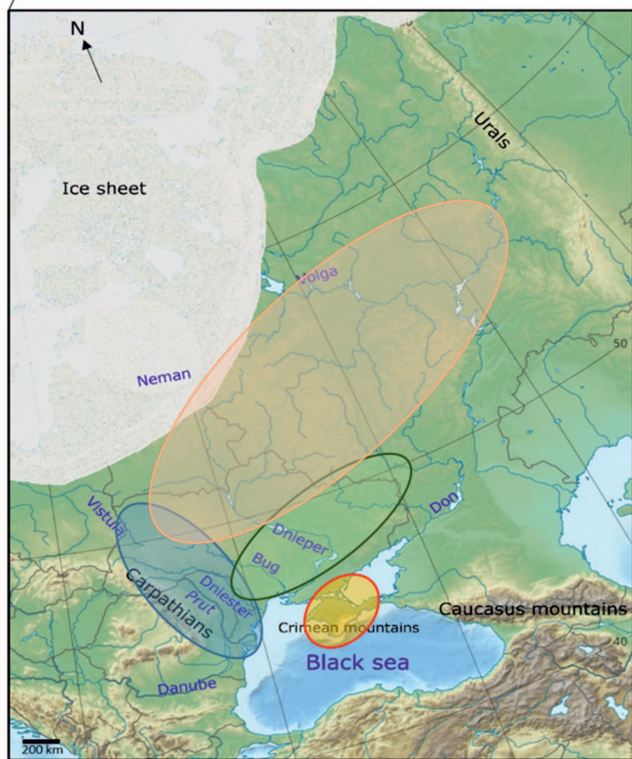 N
Urals
Ice sheet
Volga
50
Neman
Vistula
Don
Dnieper
Bug
Dniester
Prut
Carpathians
Caucasus mountains
Crimean mountains
40
Black sea
Danube
200 km